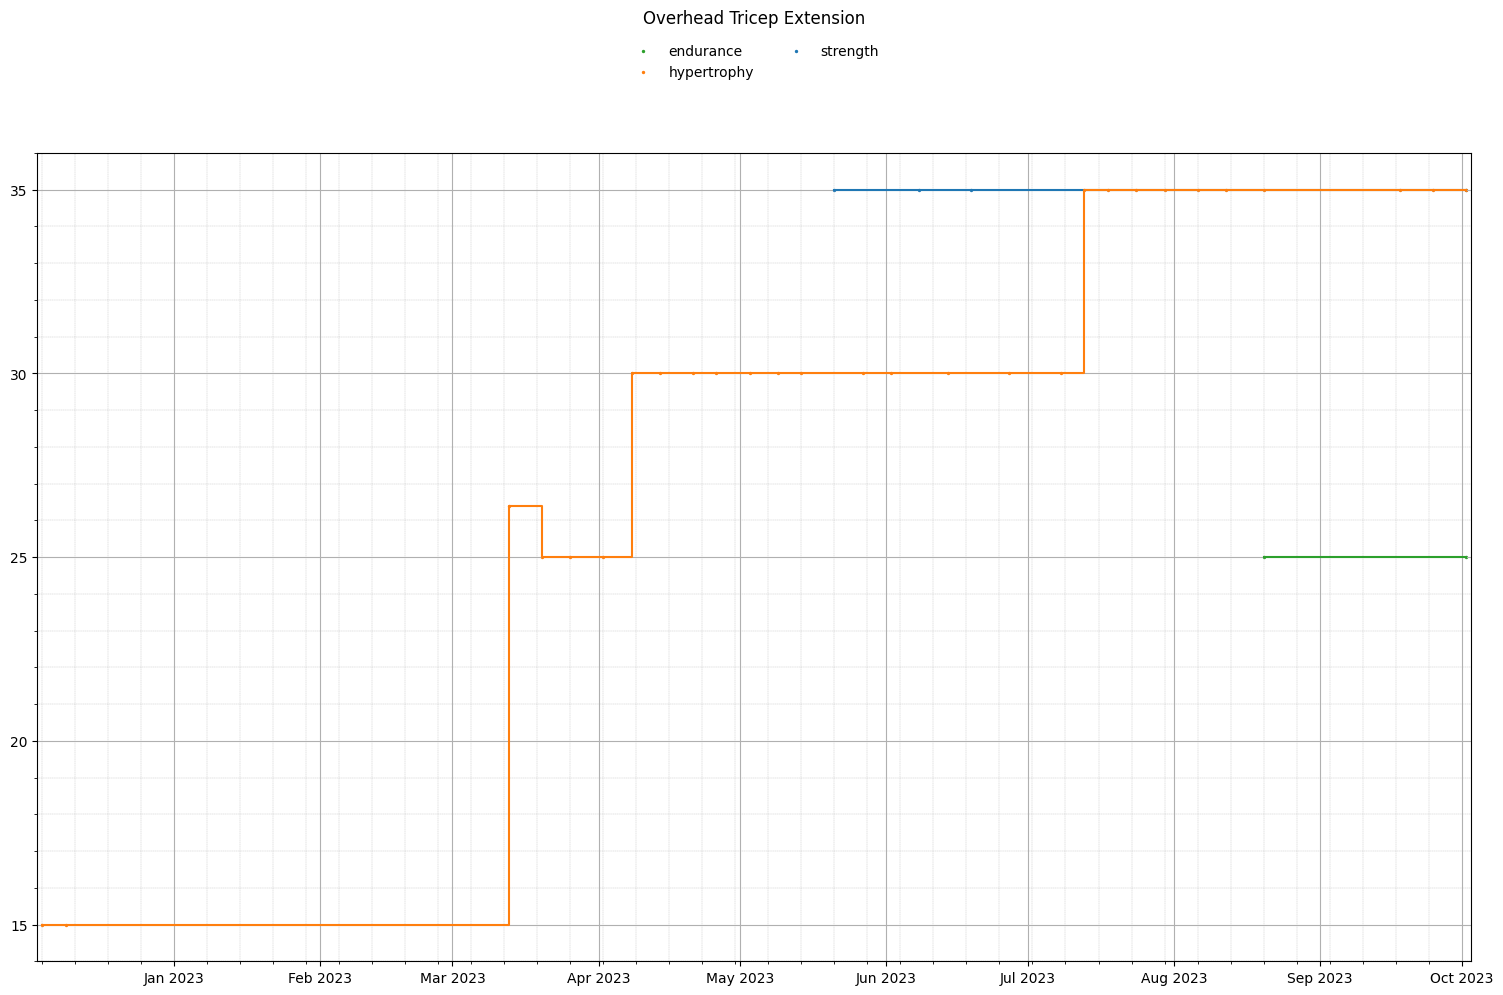 Overhead Tricep Extension
endurance strength
hypertrophy
35
30
25
20
15
Jan 2023 Feb 2023 Mar 2023 Apr 2023 May 2023 Jun 2023 Jul 2023 Aug 2023 Sep 2023 Oct 2023